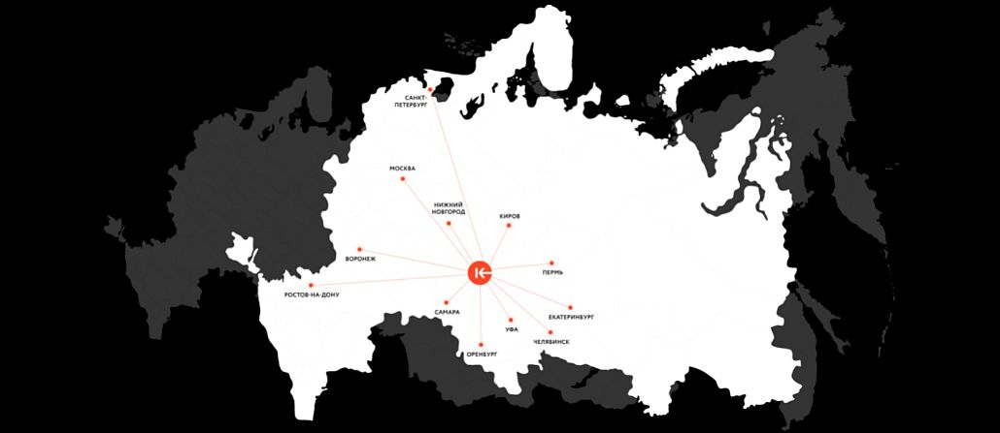 САНКТ-
ПЕТЕРБУРГ
МОСКВА
НИЖНИЙ
НОВГОРОД
КИРОВ
ВОРОНЕЖ
ПЕРМЬ
РОСТОВ-НА-ДОНУ
САМАРА
ЕКАТЕРИНБУРГ
УФА
ЧЕЛЯБИНСК
ОРЕНБУРГ